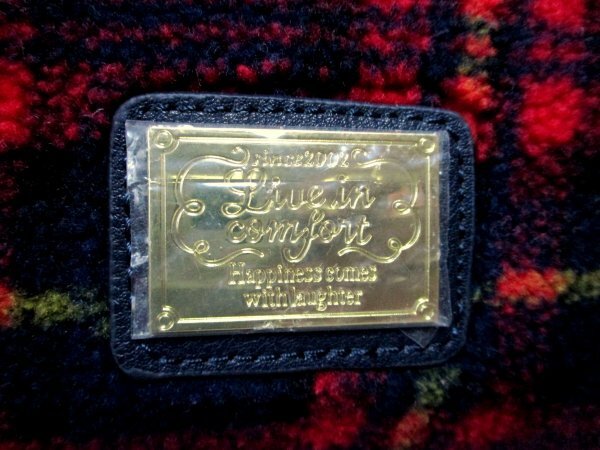 since2002
Live in
comfort
Happiness comes
with laughter